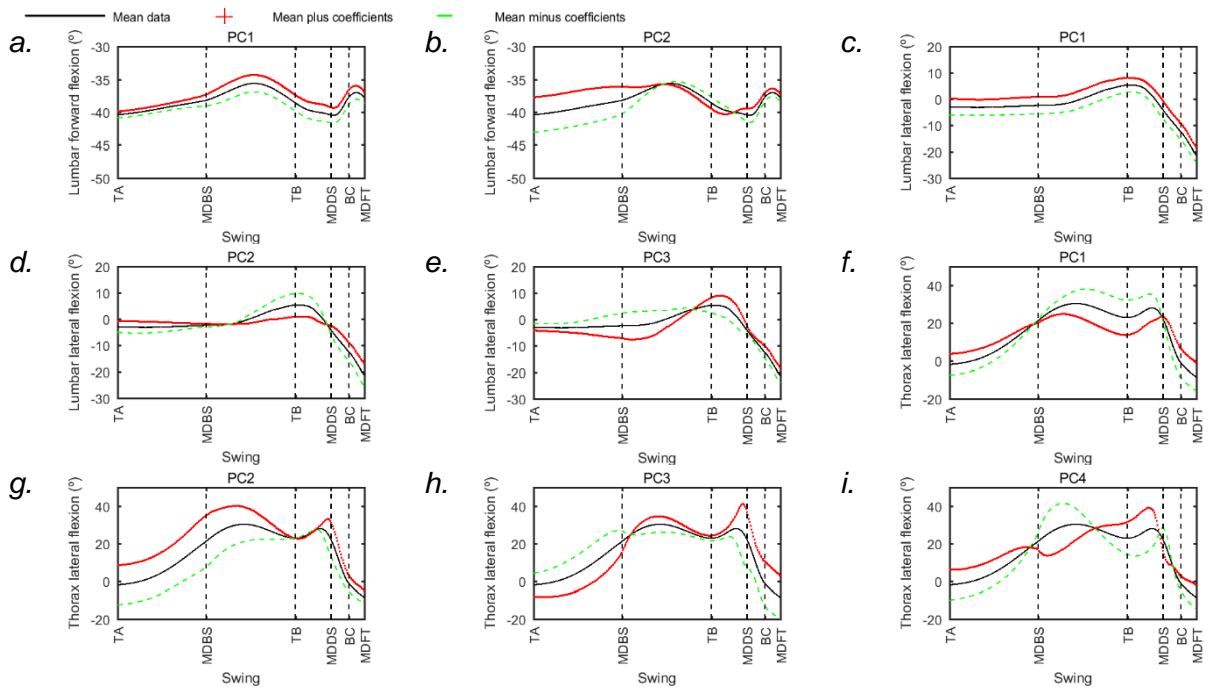 Mean data Mean plus coefficients Mean minus coefficients
a.
PC1
Lumbar forward flexion (º)
-30
-35
-40
-45
-50
TA MDBS TB MDDS BC MDFT
Swing
b.
PC2
Lumbar forward flexion (º)
-30
-35
-40
-45
-50
TA MDBS TB MDDS BC MDFT
Swing
c.
PC1
Lumbar lateral flexion (º)
20
10
0
-10
-20
-30
TA MDBS TB MDDS BC MDFT
Swing
d.
PC2
Lumbar lateral flexion (º)
20
10
0
-10
-20
-30
TA MDBS TB MDDS BC MDFT
Swing
e.
PC3
Lumbar lateral flexion (º)
20
10
0
-10
-20
-30
TA MDBS TB MDDS BC MDFT
Swing
f.
PC1
Thorax lateral flexion (º)
40
20
0
-20
TA MDBS TB MDDS BC MDFT
Swing
g.
PC2
Thorax lateral flexion (º)
40
20
0
-20
TA MDBS TB MDDS BC MDFT
Swing
h.
PC3
Thorax lateral flexion (º)
40
20
0
-20
TA MDBS TB MDDS BC MDFT
Swing
i.
PC4
Thorax lateral flexion (º)
40
20
0
-20
TA MDBS TB MDDS BC MDFT
Swing